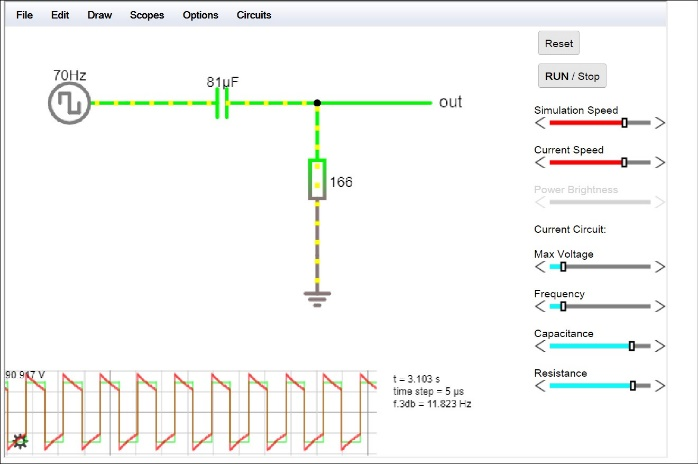 File Edit Draw Scopes Options Circuits
Reset
RUN / Stop
70Hz
81µF
out
166
Simulation Speed
Current Speed
Power Brightness
Current Circuit:
Max Voltage
Frequency
Capacitance
Resistance
90.917 V
t = 3.103 s
time step = 5 µs
f.3db = 11.823 Hz